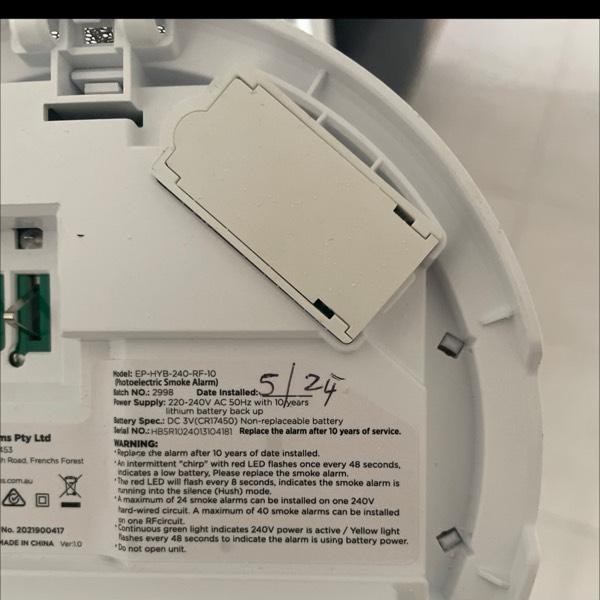 Model: EP-HYB-240-RF-10
(Photoelectric Smoke Alarm)
Batch NO.: 2998 Date Installed: 5/24
Power Supply: 220-240V AC 50Hz with 10/years
lithium battery back up
Battery Spec.: DC 3V(CR17450) Non-replaceable battery
Serial NO.: HBSR1024013104181 Replace the alarm after 10 years of service.
WARNING:
•Replace the alarm after 10 years of date installed.
•An intermittent "chirp" with red LED flashes once every 48 seconds,
indicates a low battery, Please replace the smoke alarm.
•The red LED will flash every 8 seconds, indicates the smoke alarm is
running into the silence (Hush) mode.
•A maximum of 24 smoke alarms can be installed on one 240V
hard-wired circuit. A maximum of 40 smoke alarms can be installed
on one RFcircuit.
•Continuous green light indicates 240V power is active / Yellow light
flashes every 48 seconds to indicate the alarm is using battery power.
•Do not open unit.
ms Pty Ltd
453
h Road, Frenchs Forest
s.com.au
No. 2021900417
MADE IN CHINA Ver:1.0